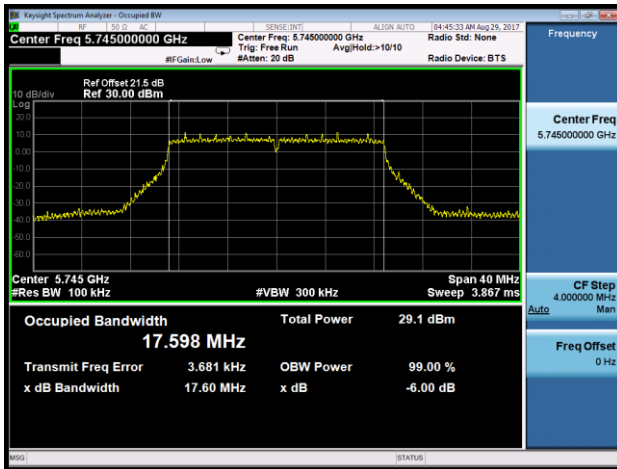 Keysight Spectrum Analyzer - Occupied BW
RF 50 Ω AC SENSE:INT ALIGN AUTO 04:45:33 AM Aug 29, 2017
Center Freq 5.745000000 GHz
Center Freq: 5.745000000 GHz
Radio Std: None
Trig: Free Run Avg|Hold:>10/10
#IFGain:Low #Atten: 20 dB Radio Device: BTS
Ref Offset 21.5 dB
10 dB/div Ref 30.00 dBm
Log
20.0
10.0
0.00
-10.0
-20.0
-30.0
-40.0
-50.0
-60.0
Center 5.745 GHz Span 40 MHz
#Res BW 100 kHz #VBW 300 kHz Sweep 3.867 ms
Occupied Bandwidth Total Power 29.1 dBm
17.598 MHz
Transmit Freq Error 3.681 kHz OBW Power 99.00 %
x dB Bandwidth 17.60 MHz x dB -6.00 dB
MSG STATUS
Frequency
Center Freq
5.745000000 GHz
CF Step
4.000000 MHz
Auto Man
Freq Offset
0 Hz